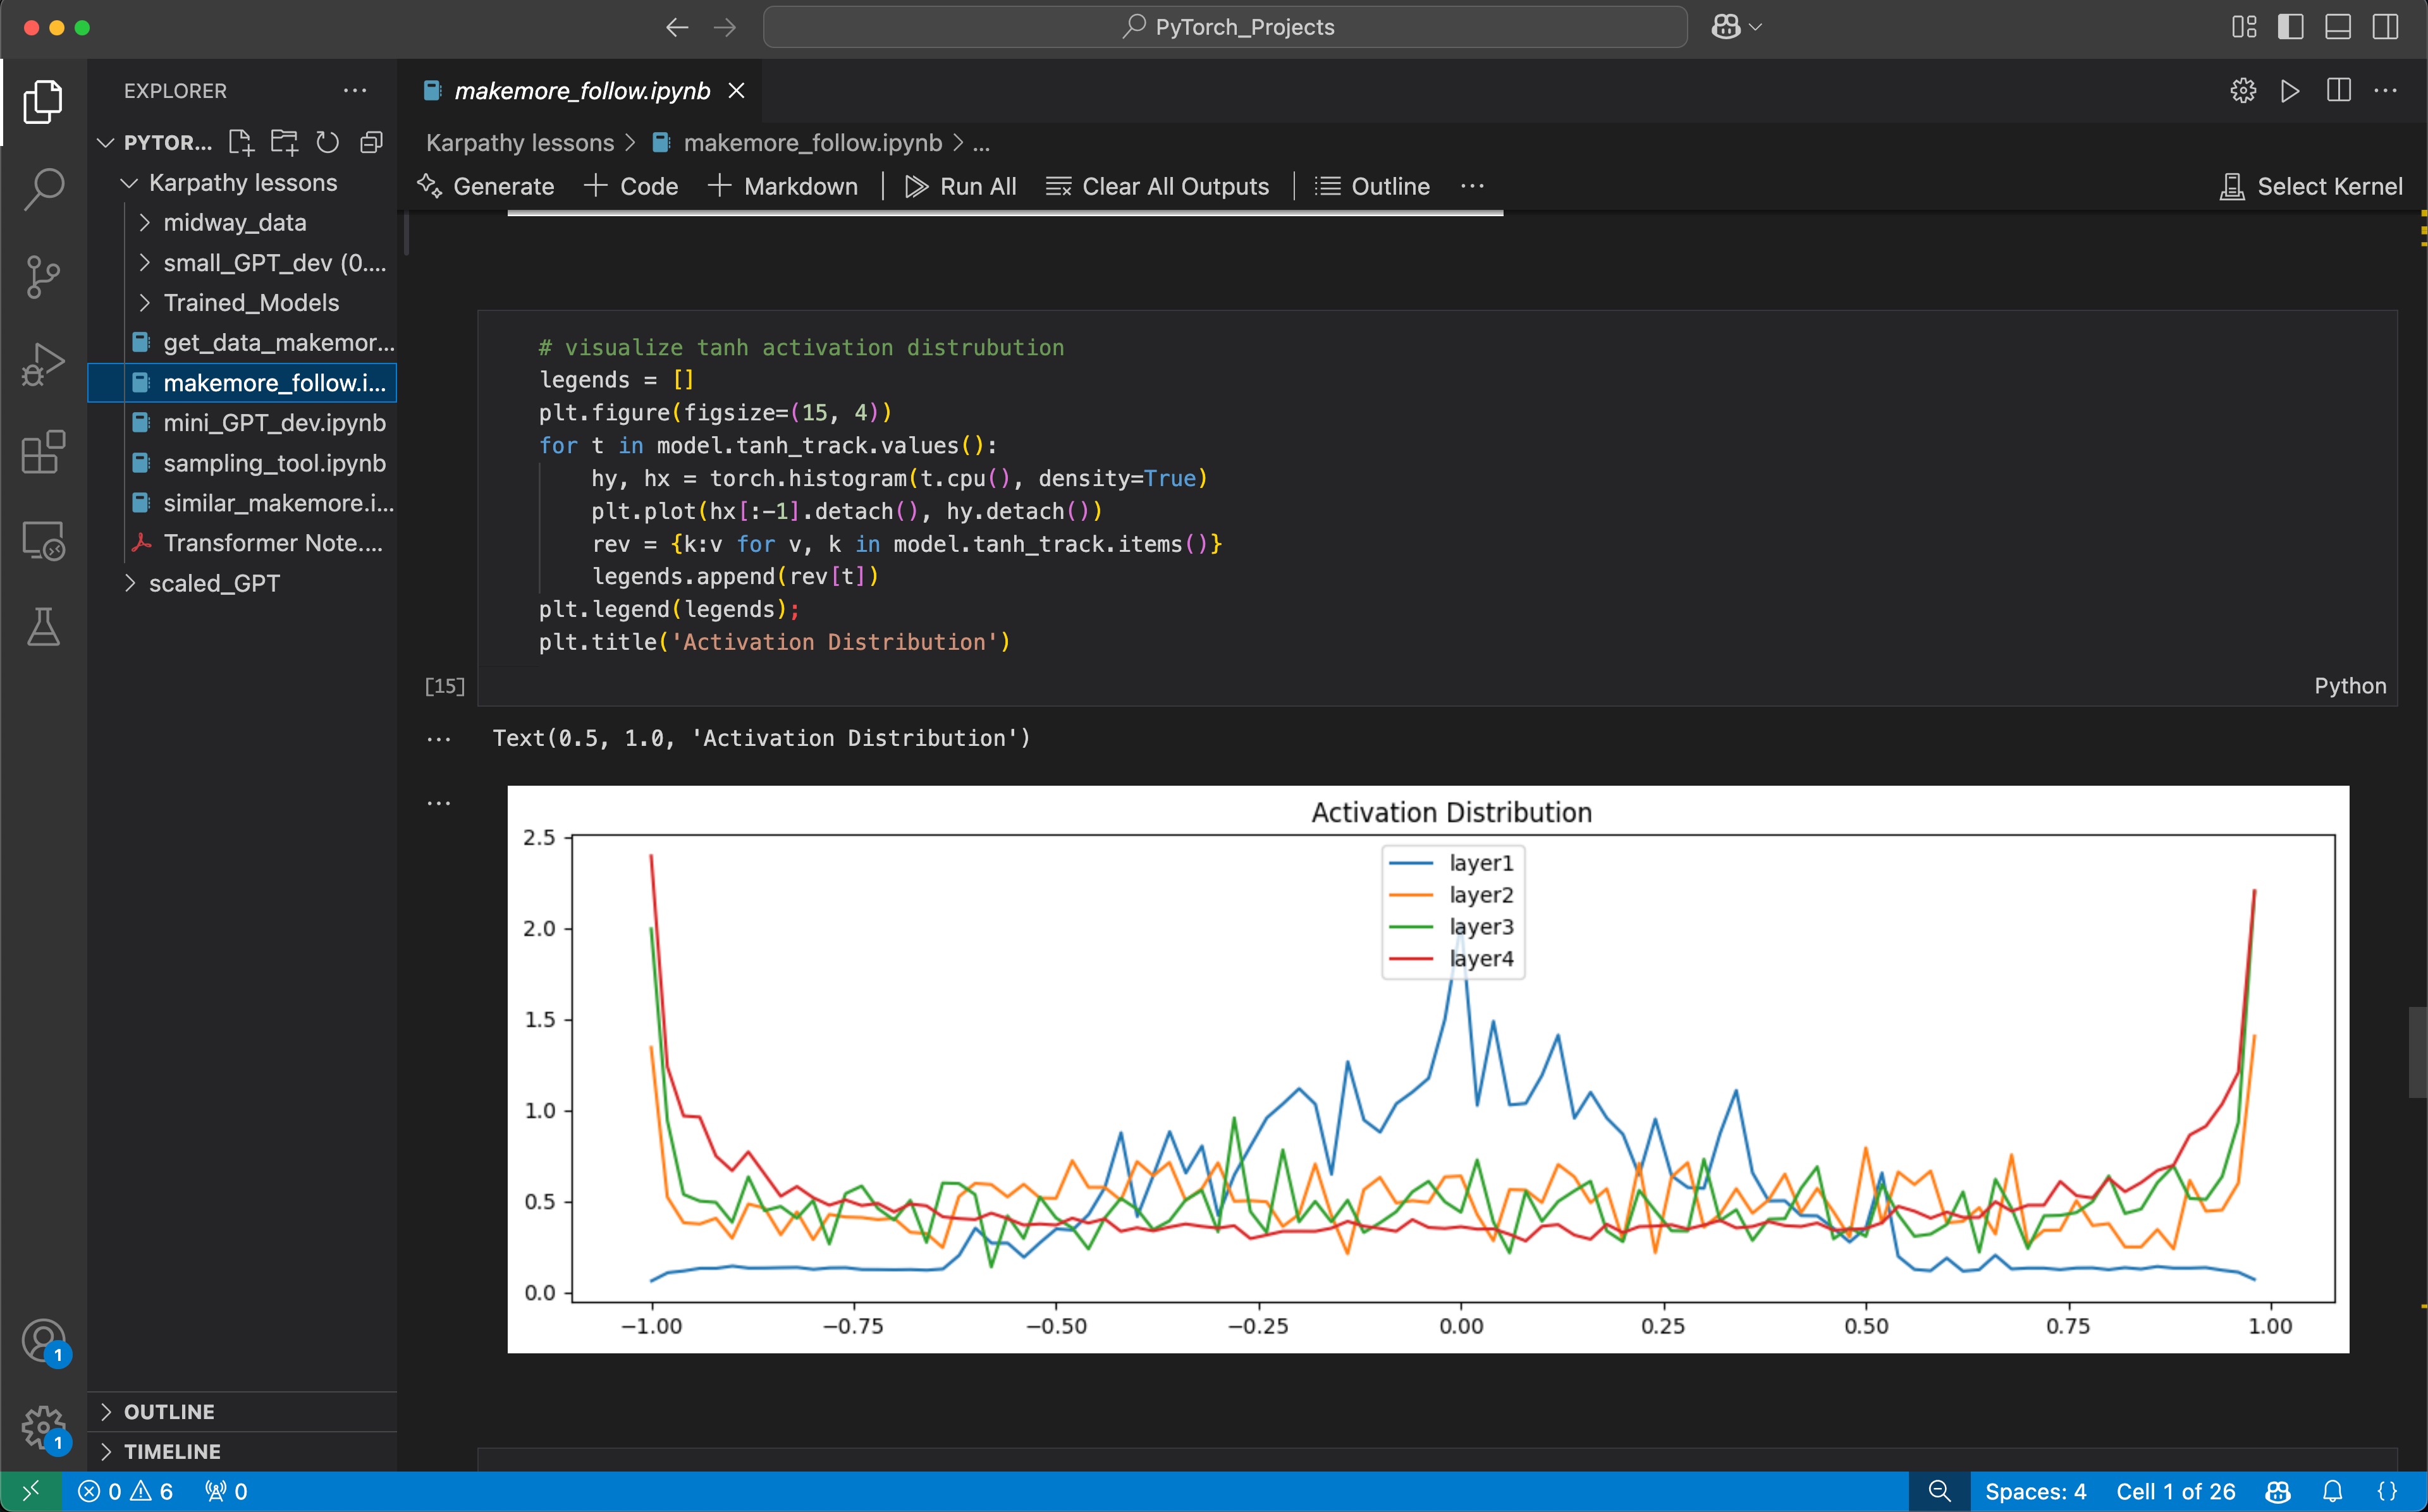 PyTorch_Projects
EXPLORER
makemore_follow.ipynb
PYTOR...
Karpathy lessons > makemore_follow.ipynb > ...
Karpathy lessons
Generate + Code + Markdown | Run All Clear All Outputs | Outline ... Select Kernel
midway_data
small_GPT_dev (0....
Trained_Models
get_data_makemor...
makemore_follow.i...
mini_GPT_dev.ipynb
sampling_tool.ipynb
similar_makemore.i...
Transformer Note....
scaled_GPT
OUTLINE
TIMELINE
# visualize tanh activation distrubution
legends = []
plt.figure(figsize=(15, 4))
for t in model.tanh_track.values():
    hy, hx = torch.histogram(t.cpu(), density=True)
    plt.plot(hx[:-1].detach(), hy.detach())
    rev = {k:v for v, k in model.tanh_track.items()}
    legends.append(rev[t])
plt.legend(legends);
plt.title('Activation Distribution')
[15]
Python
... Text(0.5, 1.0, 'Activation Distribution')
...
Activation Distribution
layer1
layer2
layer3
layer4
2.5
2.0
1.5
1.0
0.5
0.0
−1.00 −0.75 −0.50 −0.25 0.00 0.25 0.50 0.75 1.00
1
1
0 6 0
Spaces: 4 Cell 1 of 26 {}